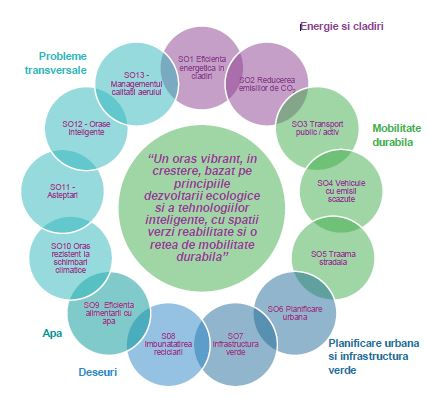 Energie si cladiri
Probleme
transversale
SO1 Eficienta
energetica in
cladiri
SO2 Reducerea
emisiilor de CO₂
SO3 Transport
public / activ
Mobilitate
durabila
SO4 Vehicule
cu emisii
scazute
SO5 Traama
stradala
SO6 Planificare
urbana
Planificare urbana
si infrastructura
verde
SO7
Infrastructura
verde
S08
Imbunatatirea
reciclarii
Deseuri
SO9 Eficienta
alimentarii cu
apa
Apa
SO10 Oras
rezistent la
schimbari
climatice
SO11 -
Asteptari
SO12 - Orase
inteligente
SO13 -
Managementul
calitatii aerului
“Un oras vibrant, in
crestere, bazat pe
principiile
dezvoltarii ecologice
si a tehnologiilor
inteligente, cu spatii
verzi reabilitate si o
retea de mobilitate
durabila”